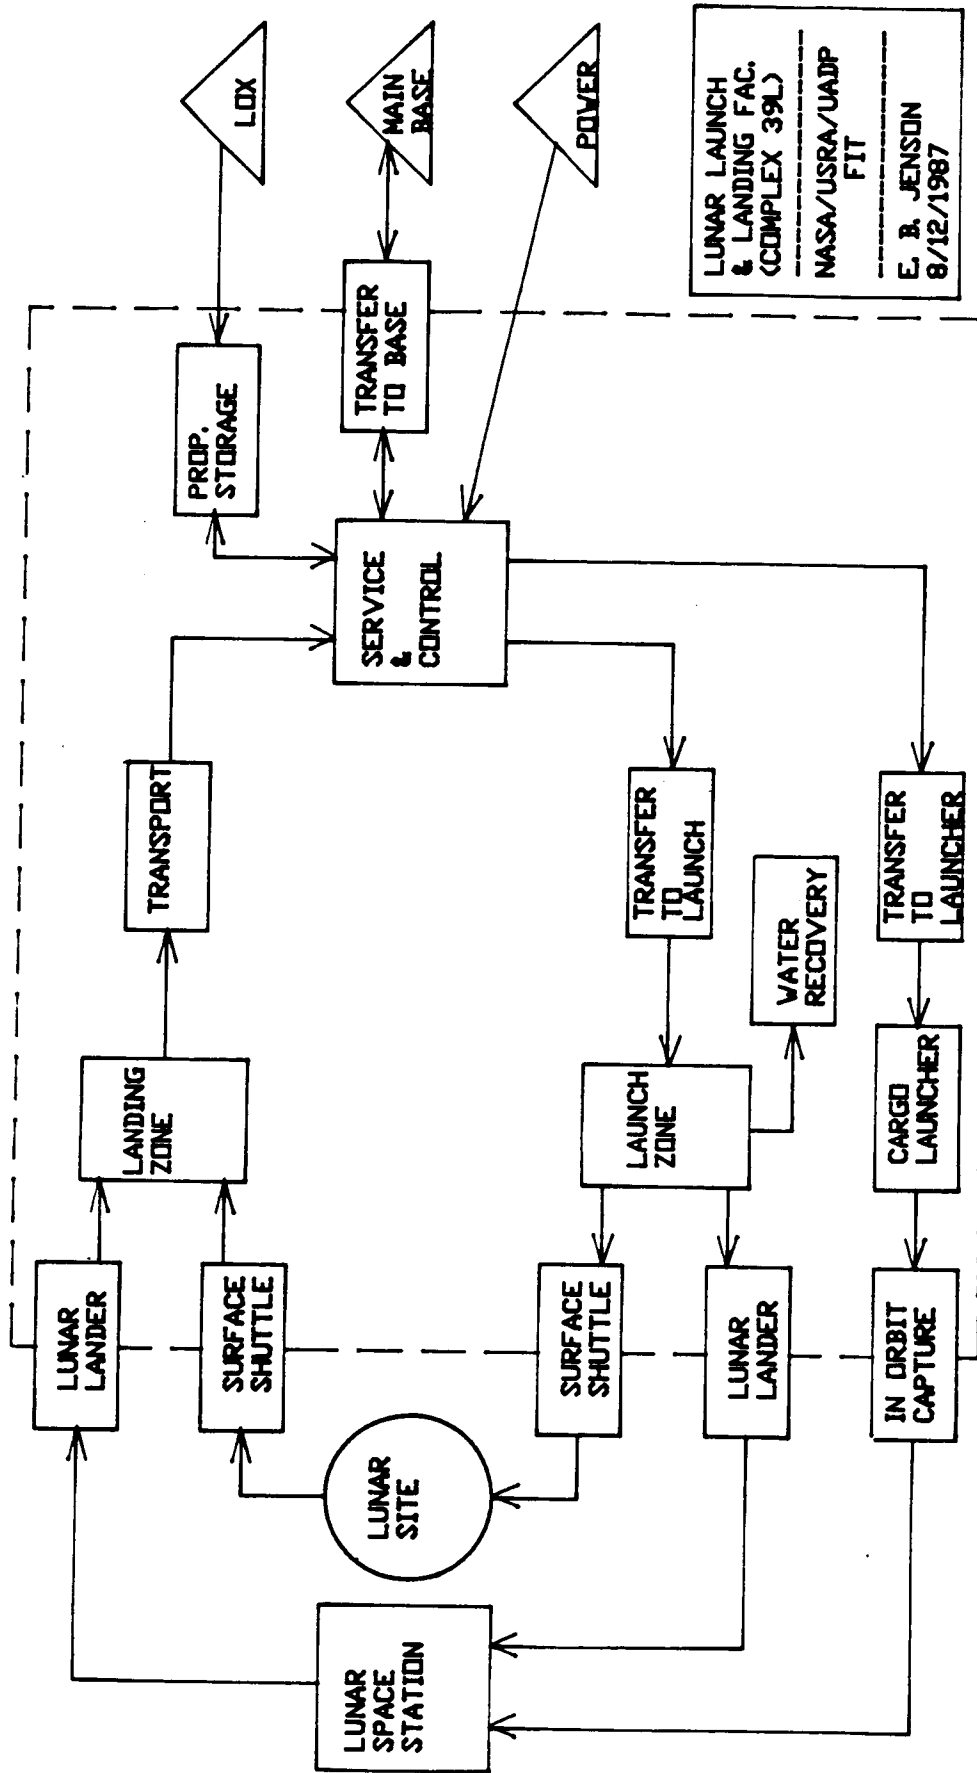 LUNAR
LANDER
LANDING
ZONE
TRANSPORT
PROP.
STORAGE
LOX
SURFACE
SHUTTLE
LUNAR
SPACE
STATION
LUNAR
SITE
SERVICE
&
CONTROL
TRANSFER
TO BASE
MAIN
BASE
SURFACE
SHUTTLE
LAUNCH
ZONE
TRANSFER
TO
LAUNCH
POWER
LUNAR
LANDER
WATER
RECOVERY
IN ORBIT
CAPTURE
CARGO
LAUNCHER
TRANSFER
TO
LAUNCHER
LUNAR LAUNCH
& LANDING FAC.
(COMPLEX 39L)
NASA/USRA/UADP
FIT
E. B. JENSON
8/12/1987